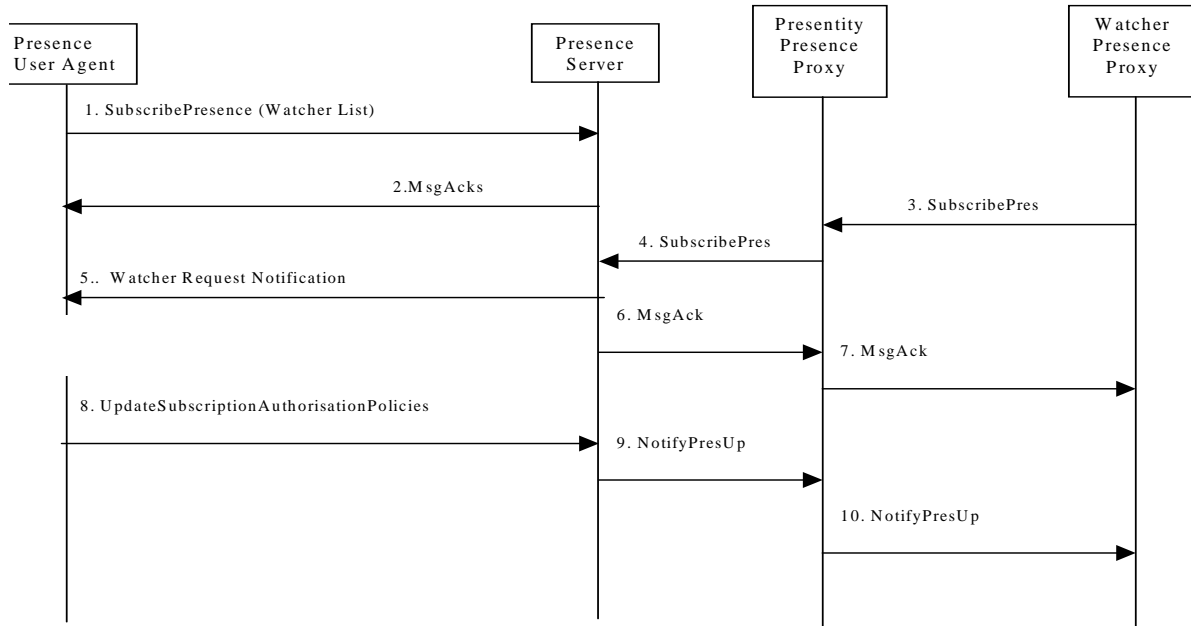 Presence
User Agent
Presence
Server
Presentity
Presence
Proxy
Watcher
Presence
Proxy
1. SubscribePresence (Watcher List)
2.MsgAcks
3. SubscribePres
4. SubscribePres
5.. Watcher Request Notification
6. MsgAck
7. MsgAck
8. UpdateSubscriptionAuthorisationPolicies
9. NotifyPresUp
10. NotifyPresUp